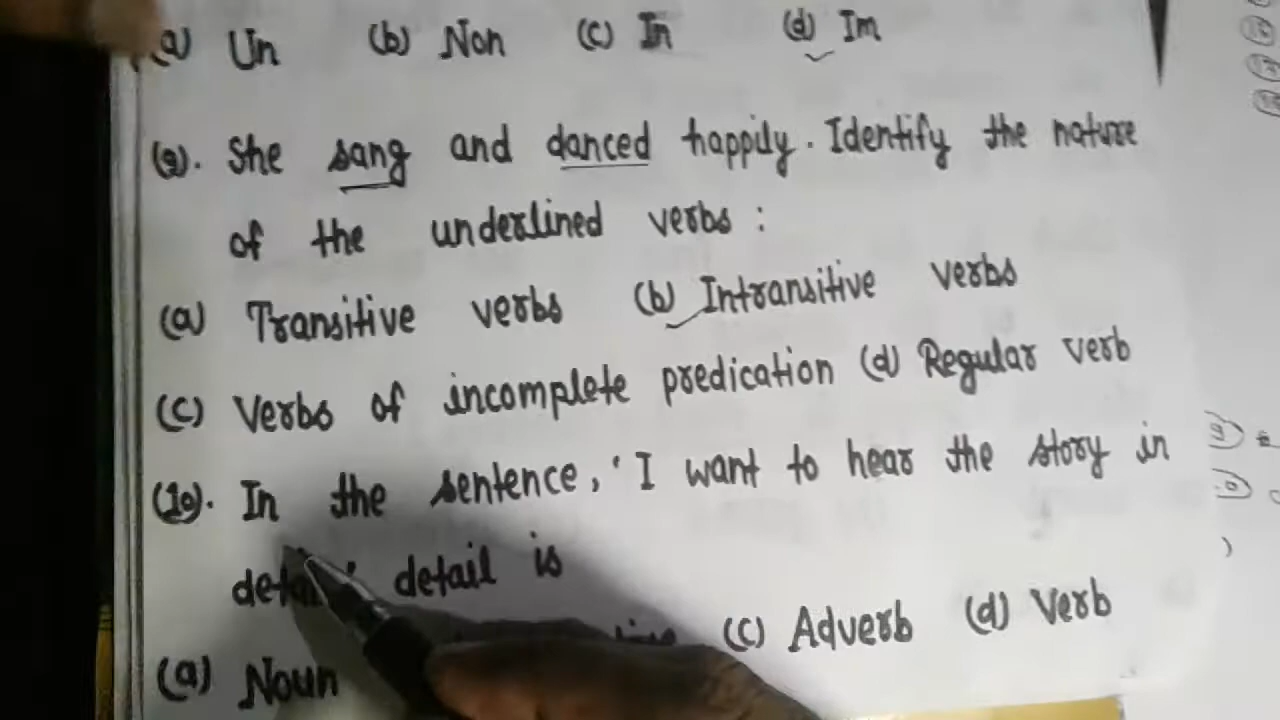 (a) Un (b) Non (c) In (d) Im
(9). She sang and danced happily. Identify the nature
of the underlined verbs :
(a) Transitive verbs (b) Intransitive verbs
(c) Verbs of incomplete predication (d) Regular verb
(10). In the sentence, 'I want to hear the story in
detail' detail is
(a) Noun (c) Adverb (d) Verb